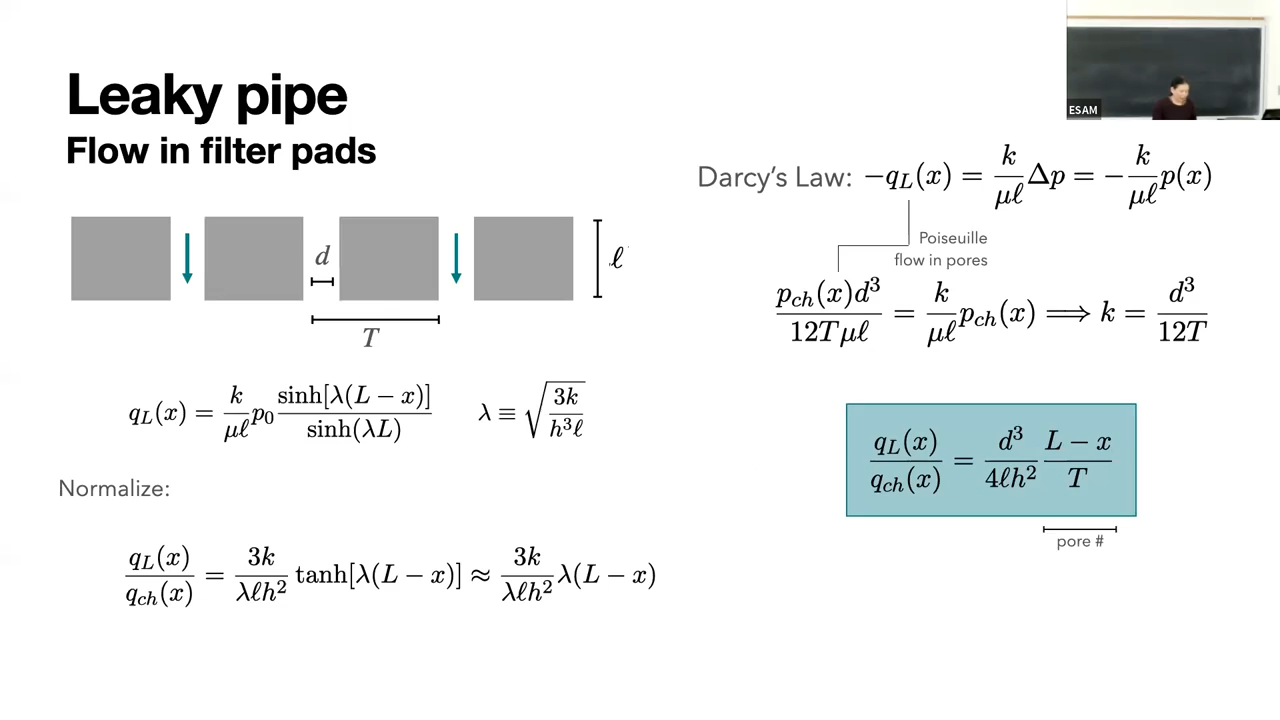 Leaky pipe
Flow in filter pads
d
ℓ
T
q_L(x) = k/(μℓ) p_0 sinh[λ(L − x)]/sinh(λL)    λ ≡ √(3k/(h³ℓ))
Normalize:
q_L(x)/q_ch(x) = 3k/(λℓh²) tanh[λ(L − x)] ≈ 3k/(λℓh²) λ(L − x)
ESAM
Darcy’s Law: −q_L(x) = k/(μℓ) Δp = −k/(μℓ) p(x)
Poiseuille
flow in pores
p_ch(x)d³/(12Tμℓ) = k/(μℓ) p_ch(x) ⟹ k = d³/(12T)
q_L(x)/q_ch(x) = d³/(4ℓh²) (L − x)/T
pore #